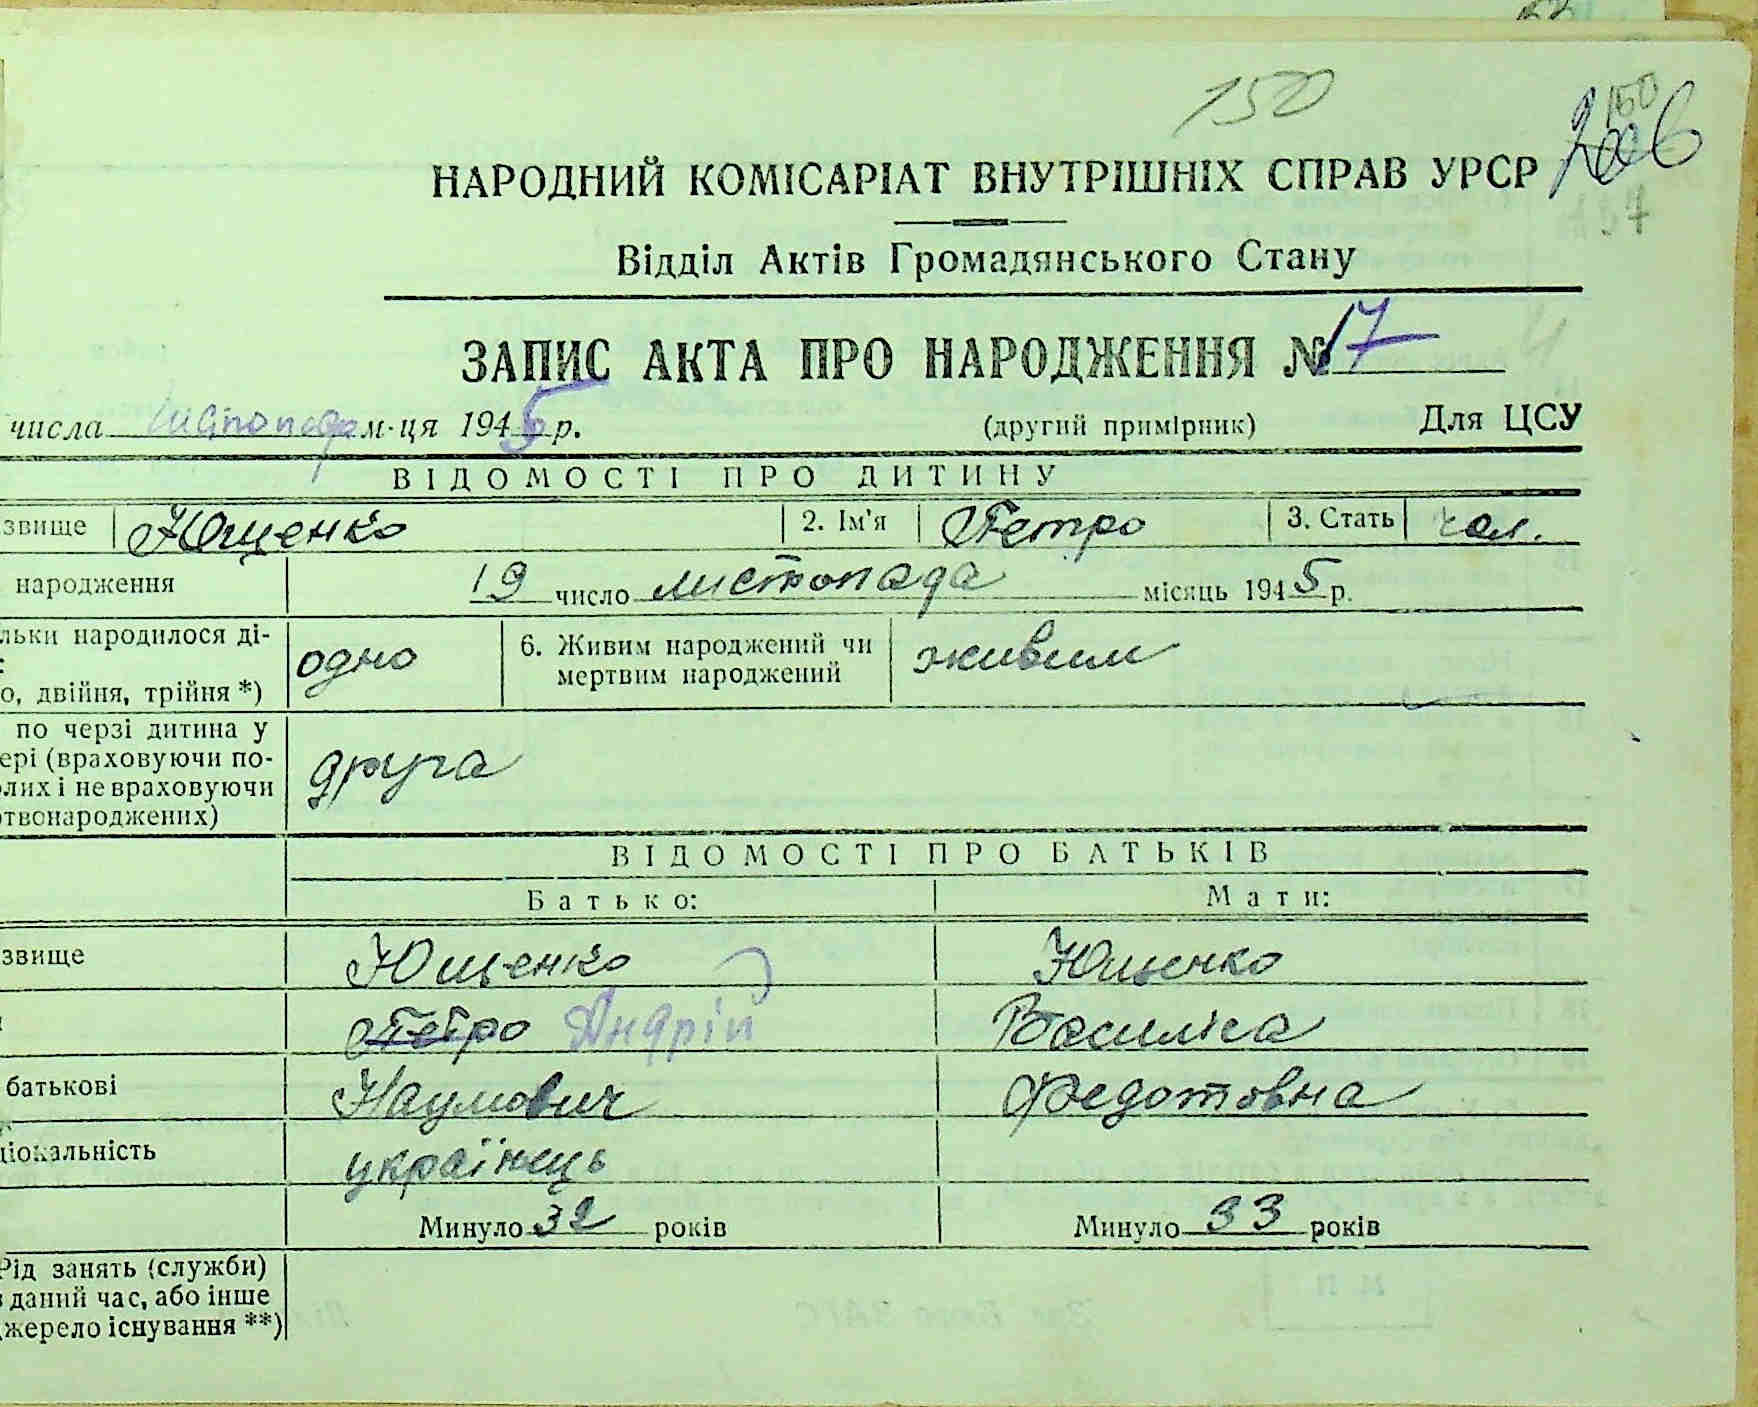 150
150
НАРОДНИЙ КОМІСАРІАТ ВНУТРІШНІХ СПРАВ УРСР
Відділ Актів Громадянського Стану
ЗАПИС АКТА ПРО НАРОДЖЕННЯ № 17
числа листопада м-ця 1945 р. (другий примірник) Для ЦСУ
ВІДОМОСТІ ПРО ДИТИНУ
звище Ющенко 2. Ім'я Петро 3. Стать чол.
народження 19 число листопада місяць 1945 р.
льки народилося ді- одно 6. Живим народжений чи живим
о, двійня, трійня *) мертвим народжений
по черзі дитина у
ері (враховуючи по- друга
лих і не враховуючи
ртвонароджених)
ВІДОМОСТІ ПРО БАТЬКІВ
Батько: Мати:
звище Ющенко Ющенко
Петро Андрій Василіса
батькові Наумович Федотовна
ціональність українець
Минуло 32 років Минуло 33 років
Рід занять (служби)
в даний час, або інше
джерело існування **)